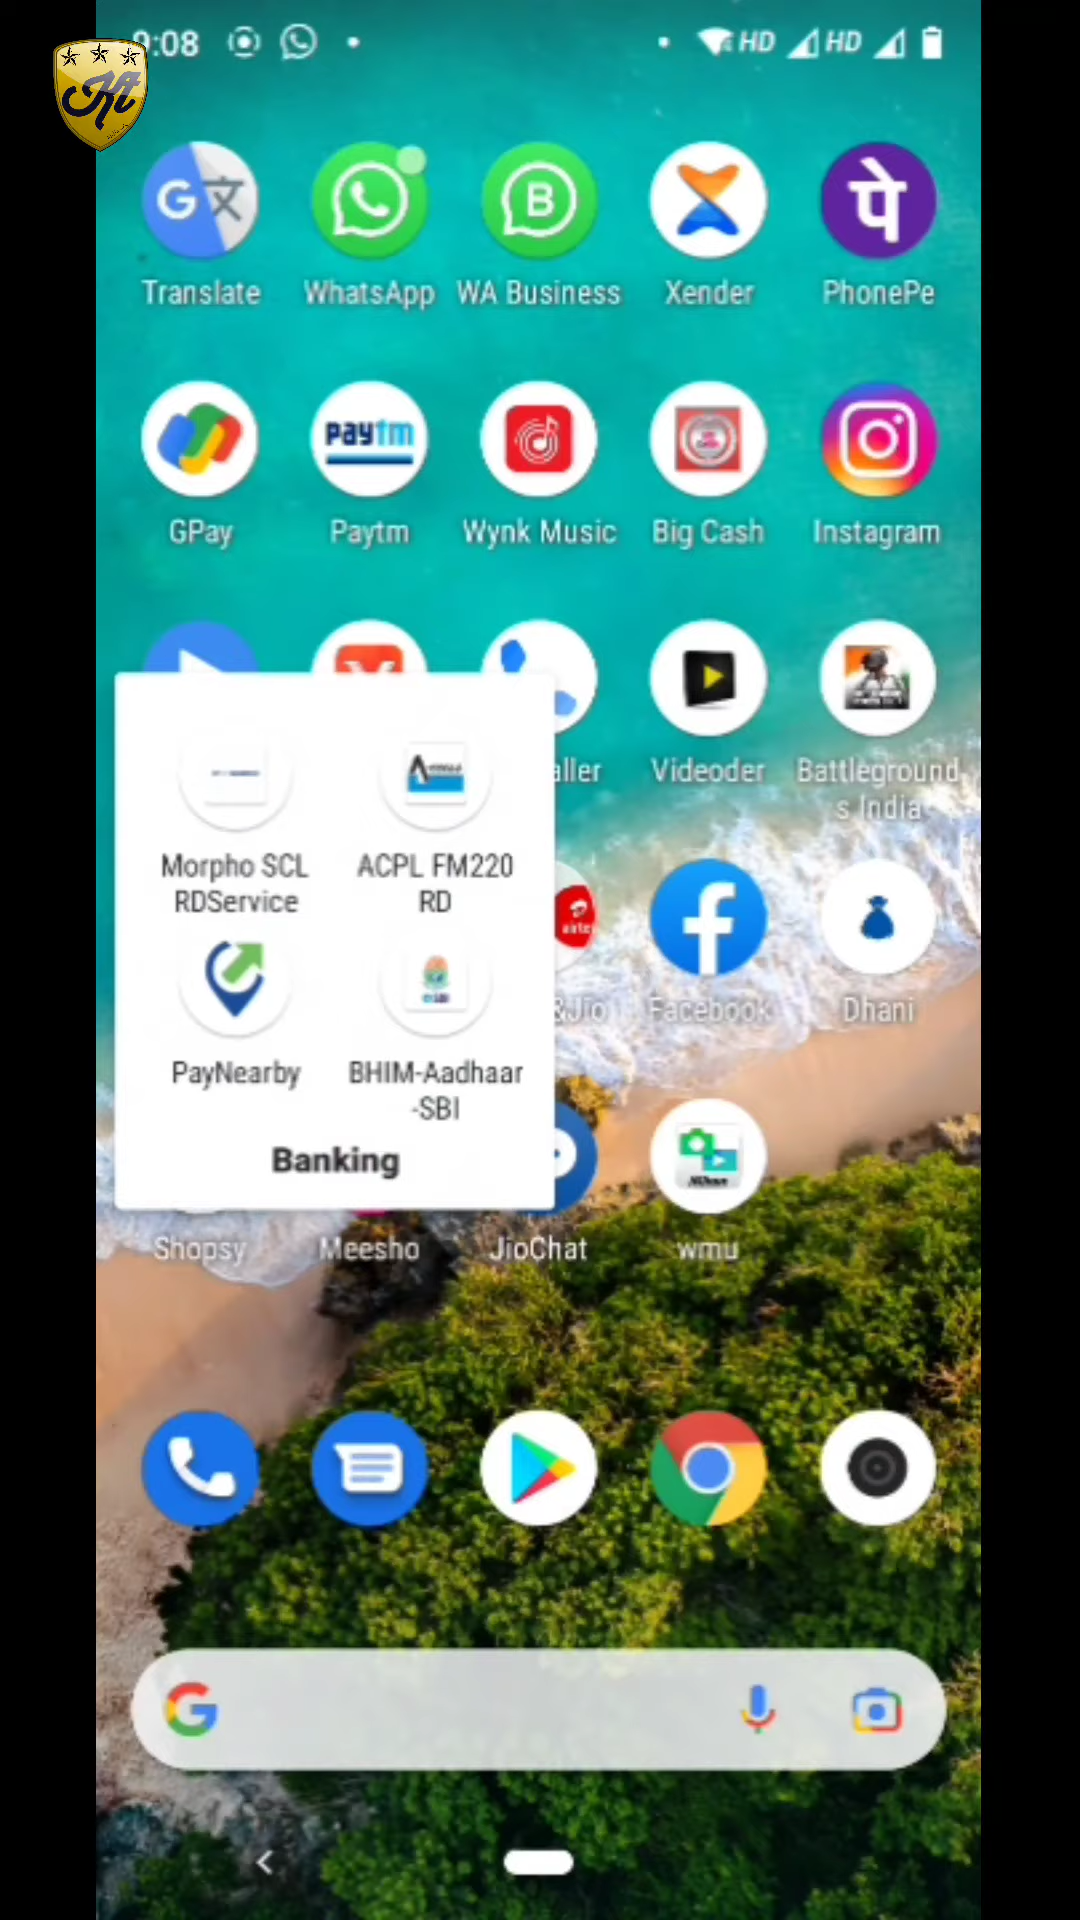 9:08
HD
HD
Translate
WhatsApp
WA Business
Xender
PhonePe
पे
B
GPay
Paytm
Wynk Music
Big Cash
Instagram
paytm
aller
Videoder
Battleground
s India
Morpho SCL
RDService
ACPL FM220
RD
airtel
&Jio
Facebook
Dhani
PayNearby
BHIM-Aadhaar
-SBI
Banking
Shopsy
Meesho
JioChat
wmu